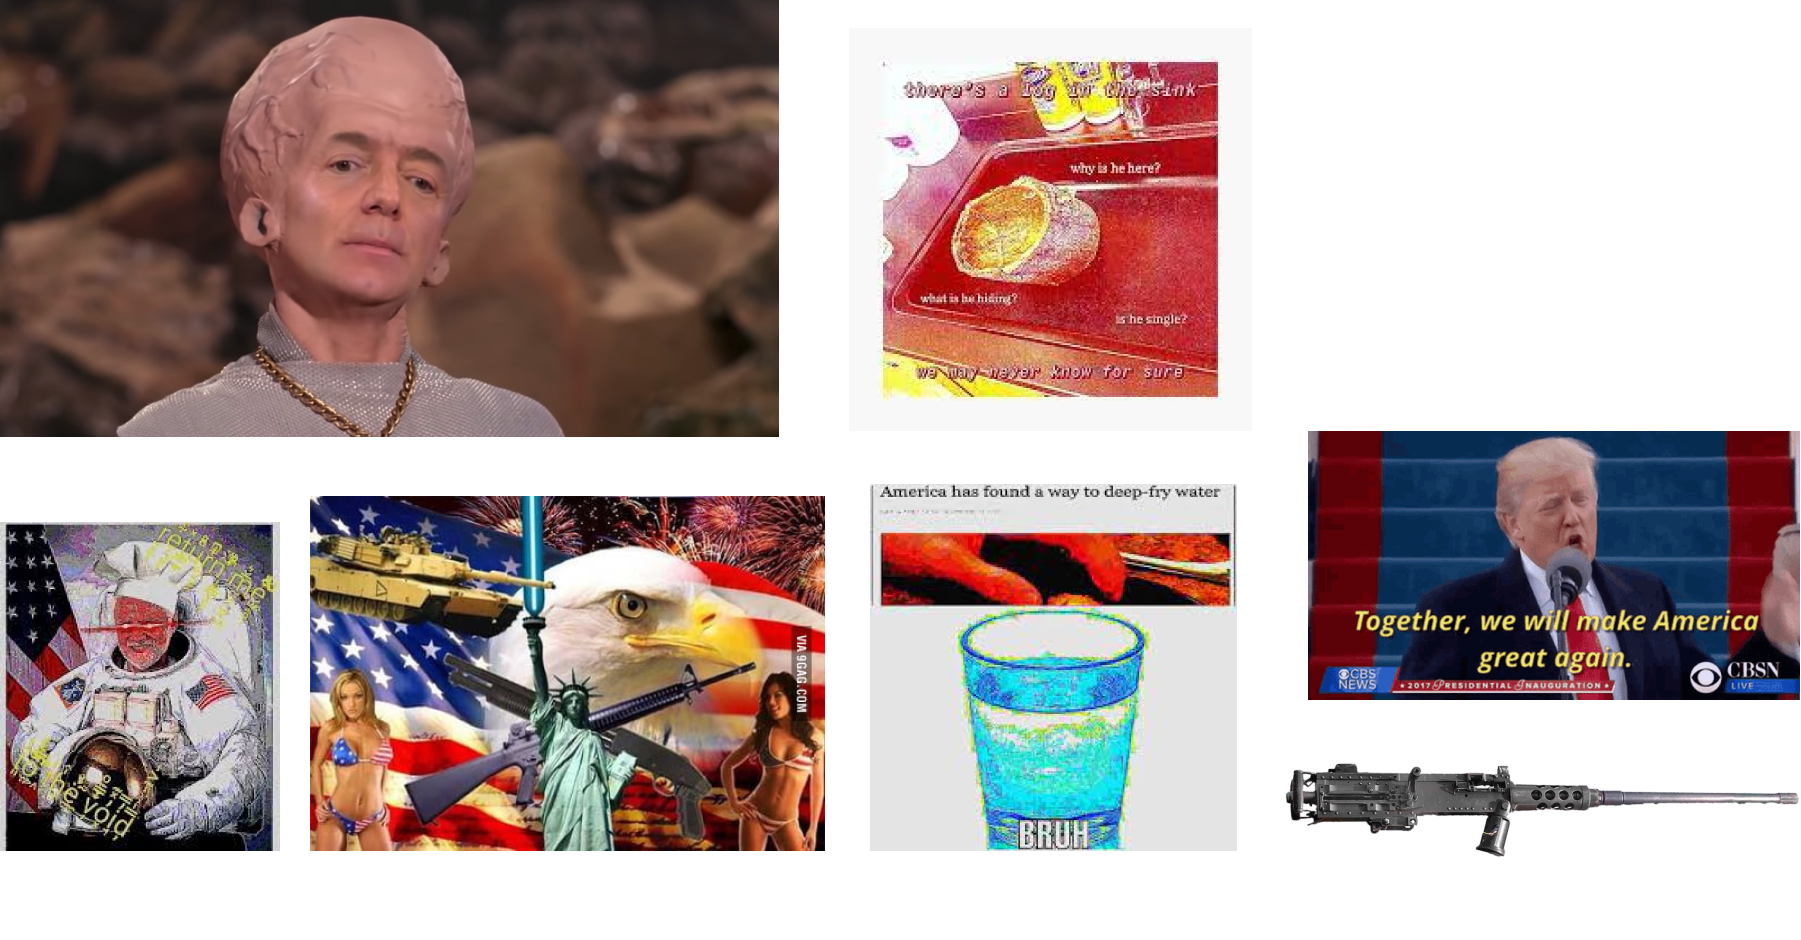 there's a log in the sink
why is he here?
what is he hiding?
is he single?
we may never know for sure
return me t
to the void
VIA 9GAG.COM
America has found a way to deep-fry water
BRUH
Together, we will make America
great again.
CBS
NEWS
2017 PRESIDENTIAL INAUGURATION
CBSN
LIVE